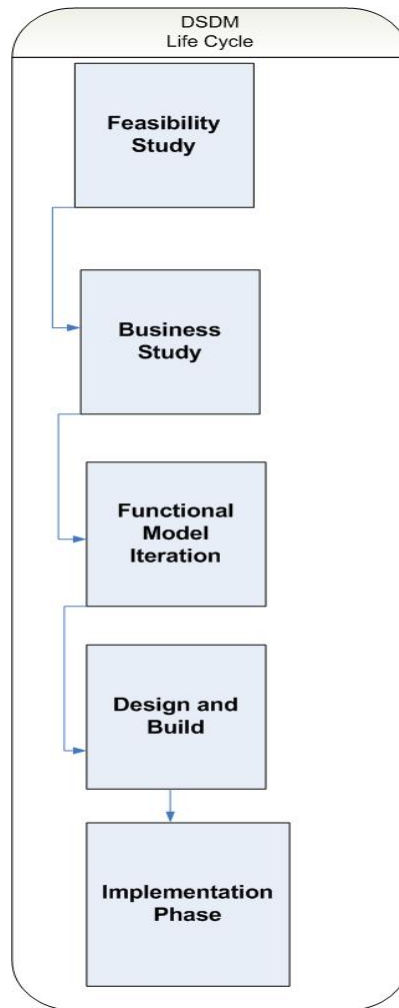 DSDM
Life Cycle
Feasibility
Study
Business
Study
Functional
Model
Iteration
Design and
Build
Implementation
Phase